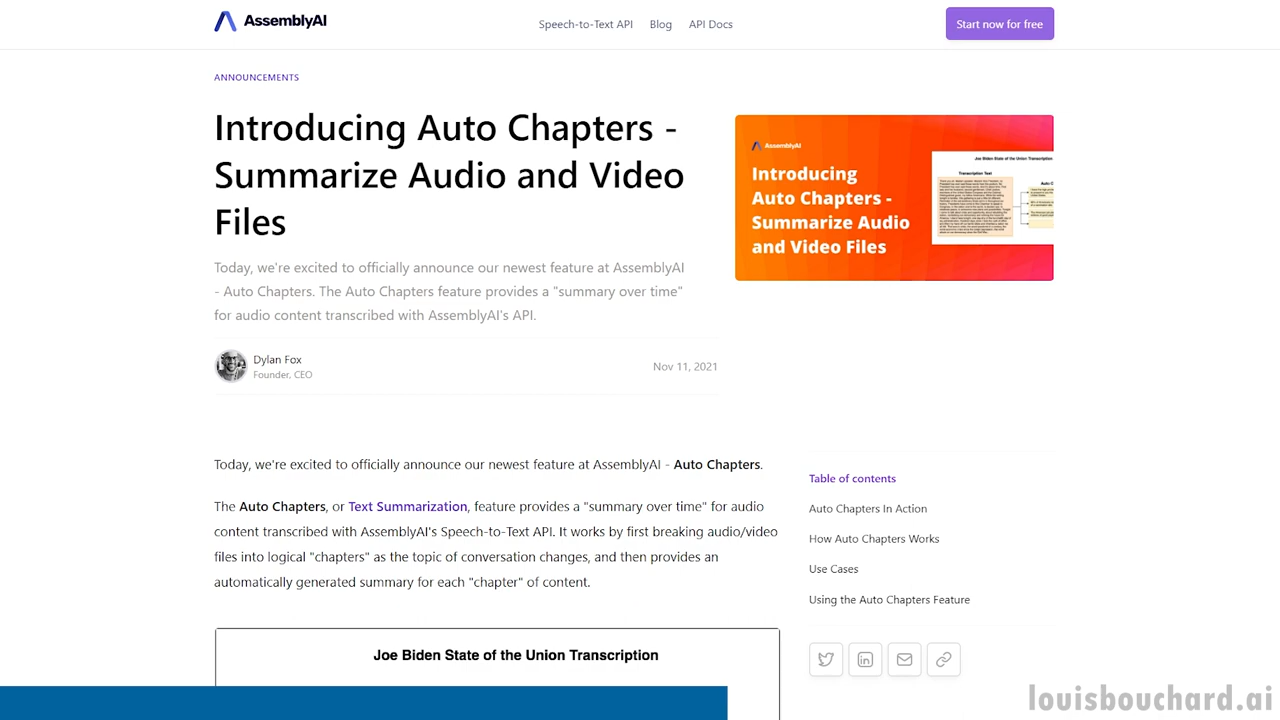 AssemblyAI
Speech-to-Text API Blog API Docs
Start now for free
ANNOUNCEMENTS
Introducing Auto Chapters -
Summarize Audio and Video
Files
Today, we're excited to officially announce our newest feature at AssemblyAI
- Auto Chapters. The Auto Chapters feature provides a "summary over time"
for audio content transcribed with AssemblyAI's API.
Dylan Fox
Founder, CEO
Nov 11, 2021
AssemblyAI
Introducing
Auto Chapters -
Summarize Audio
and Video Files
Joe Biden State of the Union Transcription
Transcription Text
Today, we're excited to officially announce our newest feature at AssemblyAI - Auto Chapters.
The Auto Chapters, or Text Summarization, feature provides a "summary over time" for audio
content transcribed with AssemblyAI's Speech-to-Text API. It works by first breaking audio/video
files into logical "chapters" as the topic of conversation changes, and then provides an
automatically generated summary for each "chapter" of content.
Joe Biden State of the Union Transcription
Table of contents
Auto Chapters In Action
How Auto Chapters Works
Use Cases
Using the Auto Chapters Feature
louisbouchard.ai